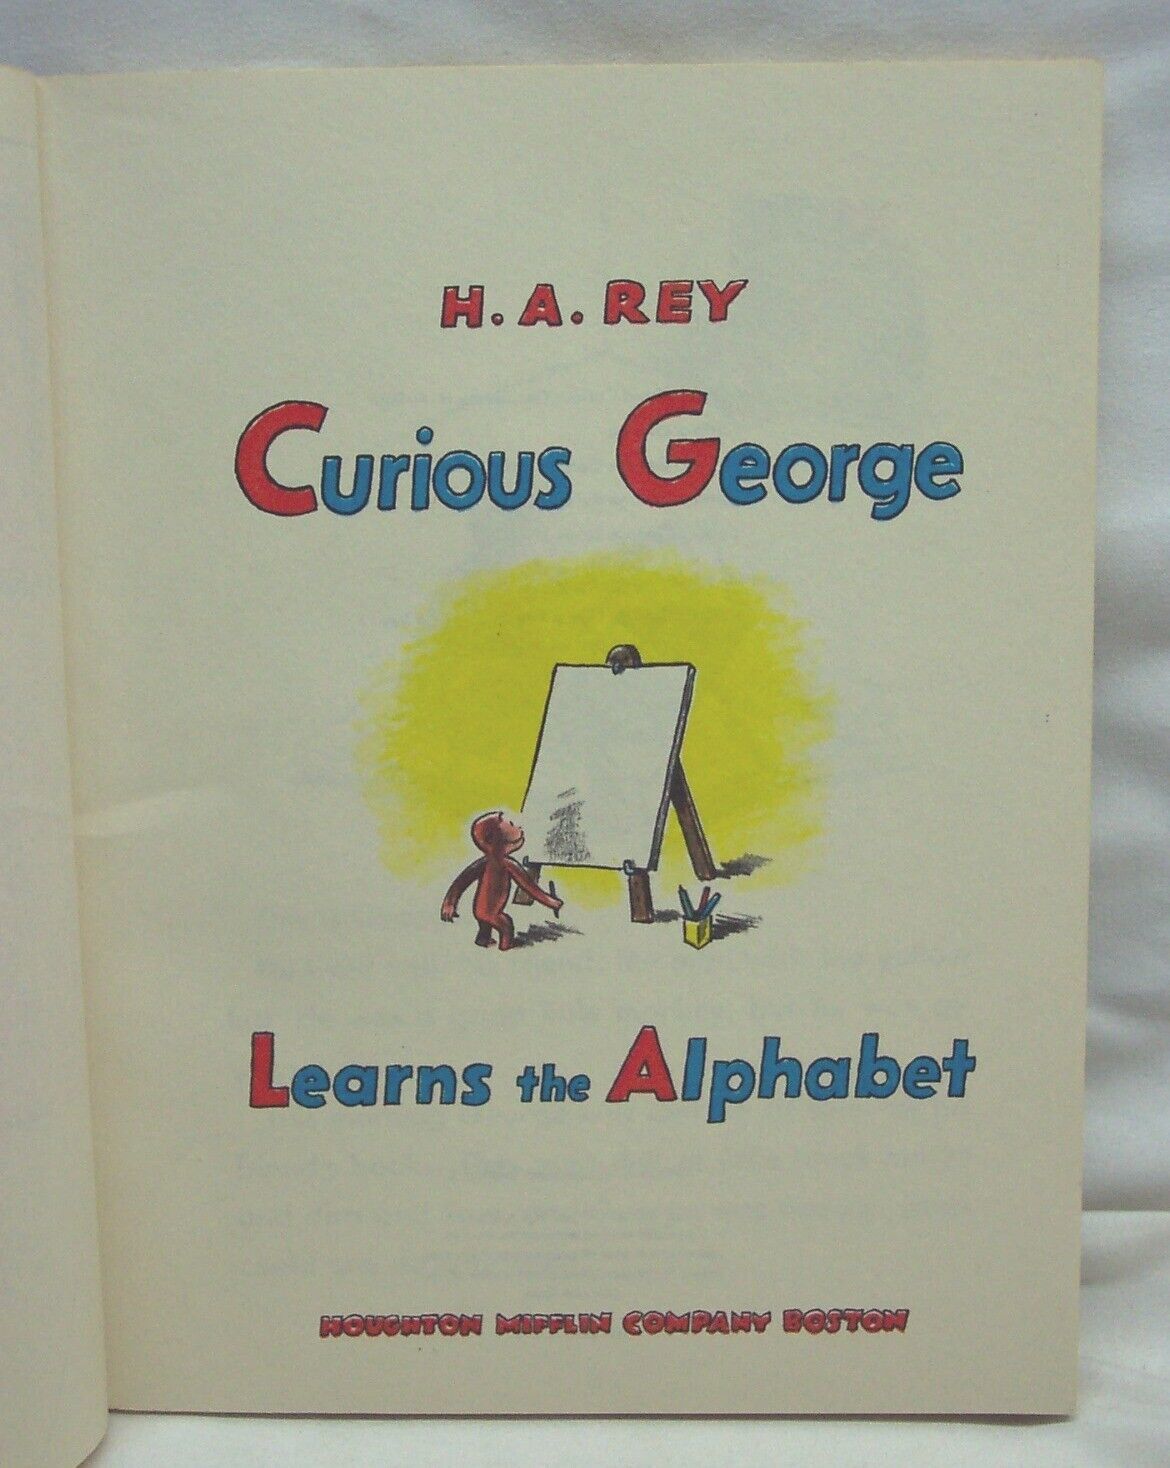 H. A. REY
Curious George
Learns the Alphabet
HOUGHTON MIFFLIN COMPANY BOSTON